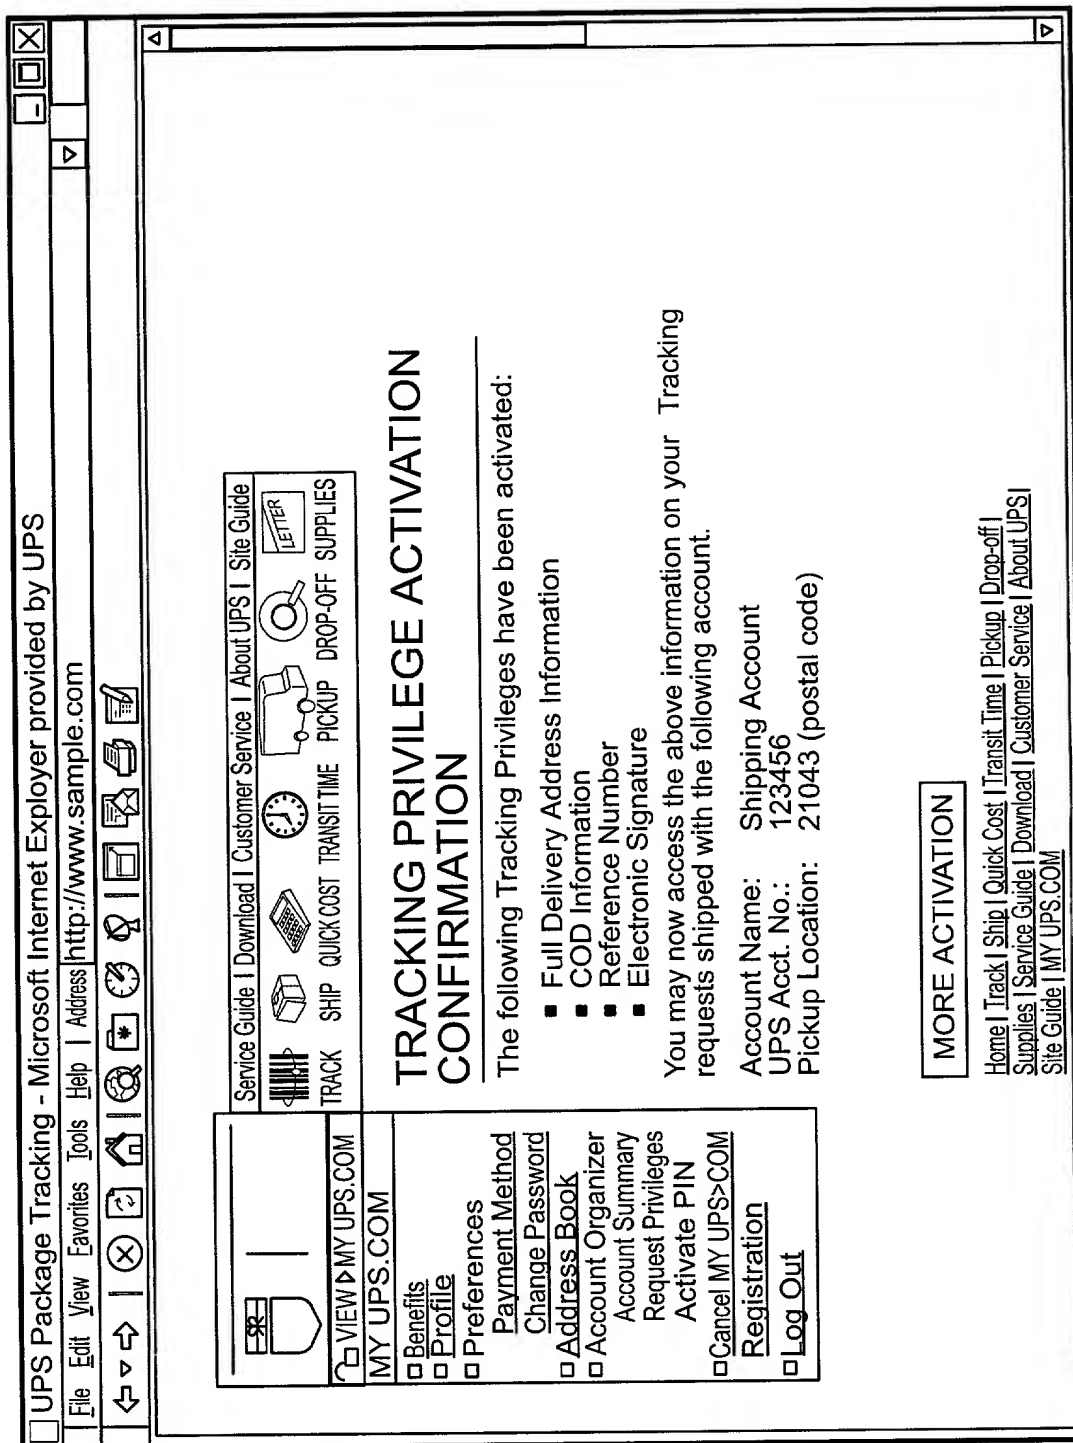 UPS Package Tracking - Microsoft Internet Exployer provided by UPS
File Edit View Favorites Tools Help | Address http://www.sample.com
Service Guide | Download | Customer Service | About UPS | Site Guide
LETTER
TRACK SHIP QUICK COST TRANSIT TIME PICKUP DROP-OFF SUPPLIES
VIEW MY UPS.COM
MY UPS.COM
Benefits
Profile
Preferences
Payment Method
Change Password
Address Book
Account Organizer
Account Summary
Request Privileges
Activate PIN
Cancel MY UPS>COM
Registration
Log Out
TRACKING PRIVILEGE ACTIVATION
CONFIRMATION
The following Tracking Privileges have been activated:
Full Delivery Address Information
COD Information
Reference Number
Electronic Signature
You may now access the above information on your Tracking
requests shipped with the following account.
Account Name: Shipping Account
UPS Acct. No.: 123456
Pickup Location: 21043 (postal code)
MORE ACTIVATION
Home | Track | Ship | Quick Cost | Transit Time | Pickup | Drop-off |
Supplies | Service Guide | Download | Customer Service | About UPS |
Site Guide | MY UPS.COM